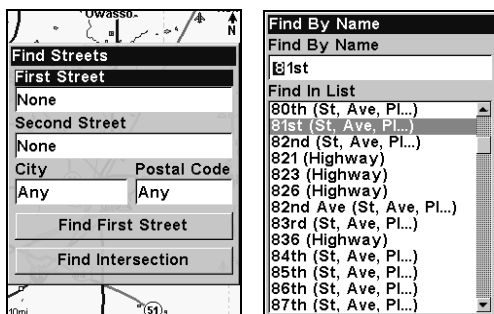 Owasso
N
Find Streets
First Street
None
Second Street
None
City Postal Code
Any Any
Find First Street
Find Intersection
10mi 51
Find By Name
Find By Name
81st
Find In List
80th (St, Ave, Pl...)
81st (St, Ave, Pl...)
82nd (St, Ave, Pl...)
821 (Highway)
823 (Highway)
826 (Highway)
82nd Ave (St, Ave, Pl...)
83rd (St, Ave, Pl...)
836 (Highway)
84th (St, Ave, Pl...)
85th (St, Ave, Pl...)
86th (St, Ave, Pl...)
87th (St, Ave, Pl...)